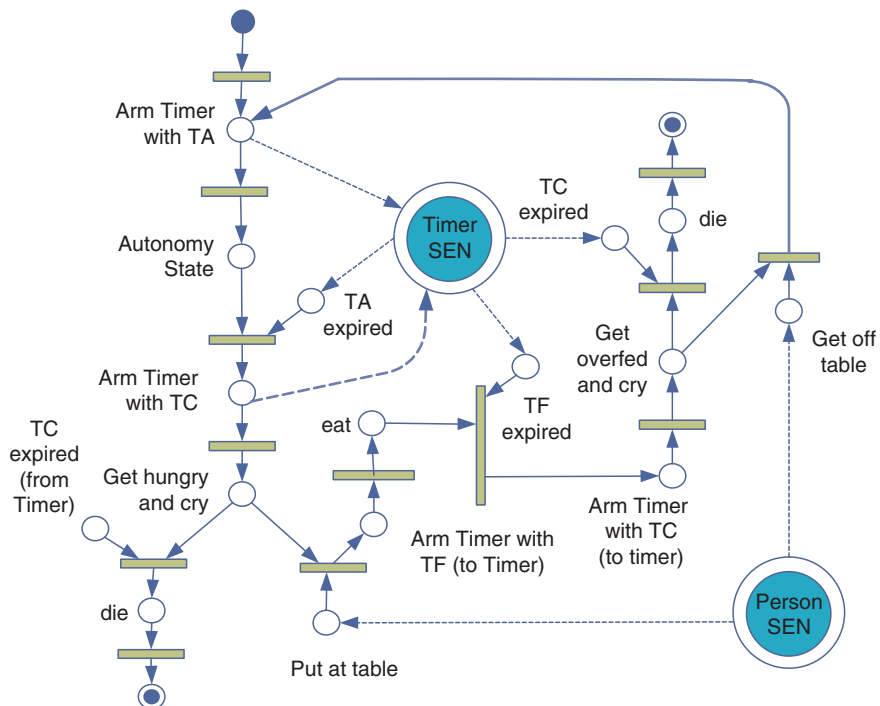 Arm Timer
with TA
Timer
SEN
TC
expired
die
Autonomy
State
TA
expired
Get
overfed
and cry
Get off
table
Arm Timer
with TC
eat
TF
expired
TC
expired
(from
Timer)
Get hungry
and cry
Arm Timer with
TF (to Timer)
Arm Timer
with TC
(to timer)
die
Person
SEN
Put at table